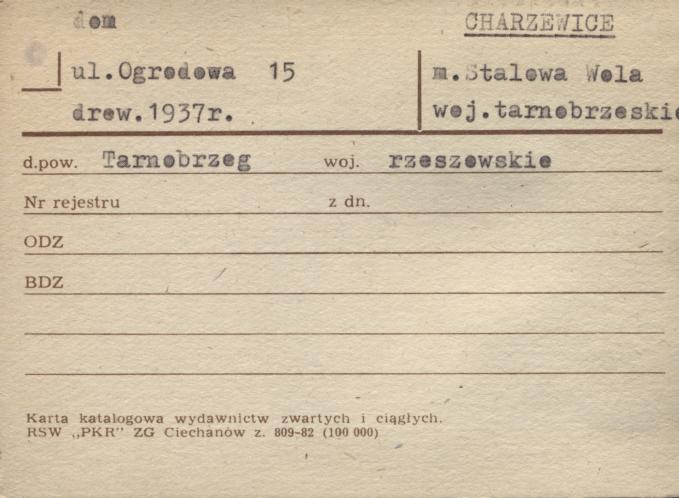 dom CHARZEWICE
ul.Ogrodowa 15 m.Stalowa Wola
drew.1937r. woj.tarnobrzeskie
d.pow. Tarnobrzeg woj. rzeszowskie
Nr rejestru z dn.
ODZ
BDZ
Karta katalogowa wydawnictw zwartych i ciągłych.
RSW „PKR" ZG Ciechanów z. 809-82 (100 000)